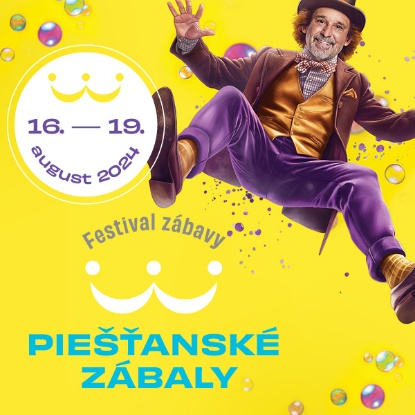 16. — 19.
august 2024
Festival zábavy
PIEŠŤANSKÉ
ZÁBALY